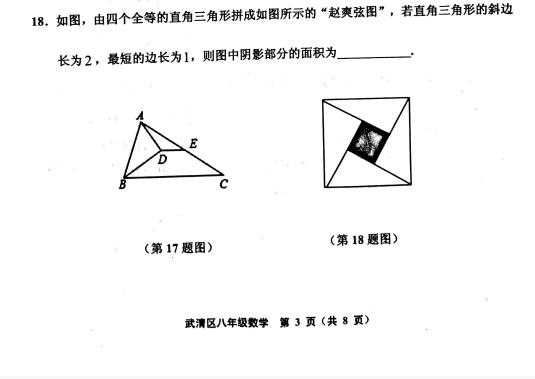 18. 如图，由四个全等的直角三角形拼成如图所示的“赵爽弦图”，若直角三角形的斜边
长为2，最短的边长为1，则图中阴影部分的面积为____________.
A
E
D
B
C
（第17题图）
（第18题图）
武清区八年级数学 第 3 页（共 8 页）